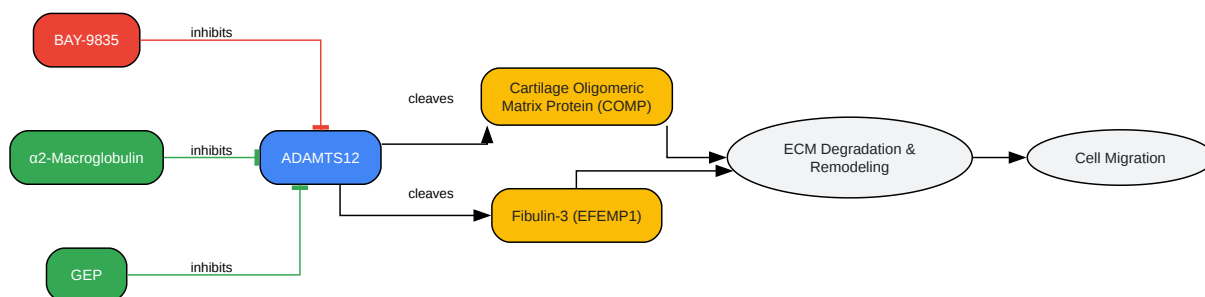 BAY-9835
inhibits
α2-Macroglobulin
inhibits
GEP
inhibits
ADAMTS12
cleaves
Cartilage Oligomeric
Matrix Protein (COMP)
cleaves
Fibulin-3 (EFEMP1)
ECM Degradation &
Remodeling
Cell Migration